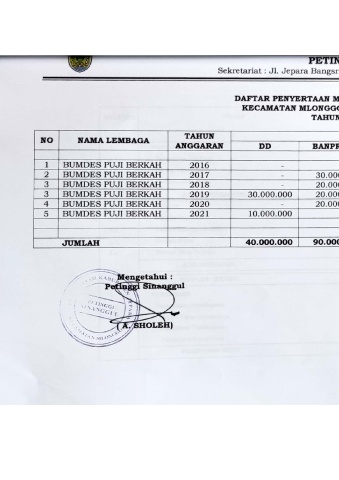 PETIN
Sekretariat : Jl. Jepara Bangsr
DAFTAR PENYERTAAN M
KECAMATAN MLONGGO
TAHUN
NO NAMA LEMBAGA TAHUN ANGGARAN DD BANPR
1 BUMDES PUJI BERKAH 2016 -
2 BUMDES PUJI BERKAH 2017 - 30.000
3 BUMDES PUJI BERKAH 2018 - 20.000
3 BUMDES PUJI BERKAH 2019 30.000.000 20.000
4 BUMDES PUJI BERKAH 2020 - 20.000
5 BUMDES PUJI BERKAH 2021 10.000.000
JUMLAH 40.000.000 90.000
Mengetahui :
Petinggi Sinanggul
PETINGGI
SINANGGUL
( A. SHOLEH)